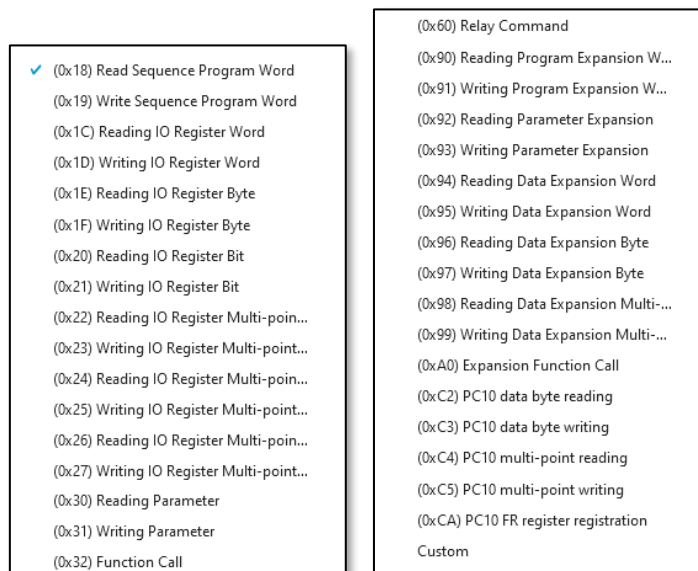 (0x18) Read Sequence Program Word
(0x19) Write Sequence Program Word
(0x1C) Reading IO Register Word
(0x1D) Writing IO Register Word
(0x1E) Reading IO Register Byte
(0x1F) Writing IO Register Byte
(0x20) Reading IO Register Bit
(0x21) Writing IO Register Bit
(0x22) Reading IO Register Multi-poin...
(0x23) Writing IO Register Multi-point...
(0x24) Reading IO Register Multi-poin...
(0x25) Writing IO Register Multi-point...
(0x26) Reading IO Register Multi-poin...
(0x27) Writing IO Register Multi-point...
(0x30) Reading Parameter
(0x31) Writing Parameter
(0x32) Function Call
(0x60) Relay Command
(0x90) Reading Program Expansion W...
(0x91) Writing Program Expansion W...
(0x92) Reading Parameter Expansion
(0x93) Writing Parameter Expansion
(0x94) Reading Data Expansion Word
(0x95) Writing Data Expansion Word
(0x96) Reading Data Expansion Byte
(0x97) Writing Data Expansion Byte
(0x98) Reading Data Expansion Multi-...
(0x99) Writing Data Expansion Multi-...
(0xA0) Expansion Function Call
(0xC2) PC10 data byte reading
(0xC3) PC10 data byte writing
(0xC4) PC10 multi-point reading
(0xC5) PC10 multi-point writing
(0xCA) PC10 FR register registration
Custom